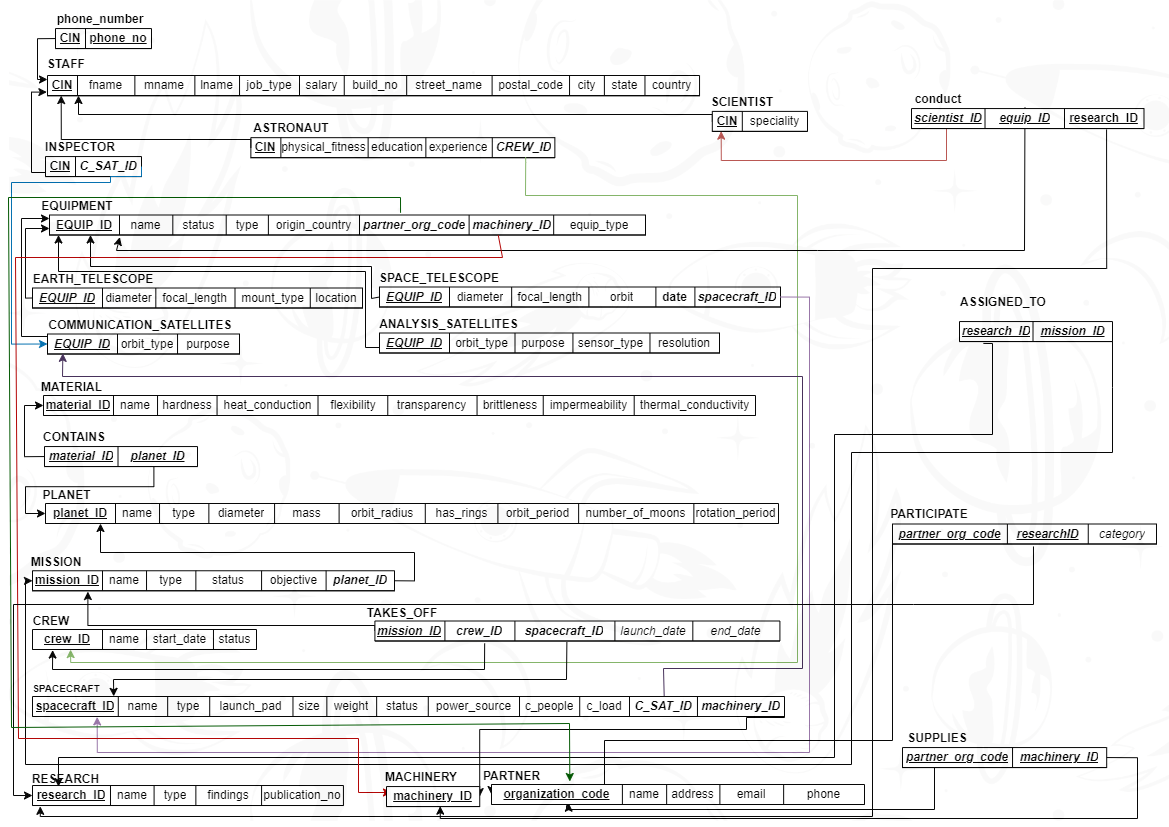 phone_number
CIN phone_no
STAFF
CIN fname mname lname job_type salary build_no street_name postal_code city state country
SCIENTIST
CIN speciality
conduct
scientist_ID equip_ID research_ID
ASTRONAUT
CIN physical_fitness education experience CREW_ID
INSPECTOR
CIN C_SAT_ID
EQUIPMENT
EQUIP_ID name status type origin_country partner_org_code machinery_ID equip_type
EARTH_TELESCOPE
EQUIP_ID diameter focal_length mount_type location
SPACE_TELESCOPE
EQUIP_ID diameter focal_length orbit date spacecraft_ID
ASSIGNED_TO
research_ID mission_ID
COMMUNICATION_SATELLITES
EQUIP_ID orbit_type purpose
ANALYSIS_SATELLITES
EQUIP_ID orbit_type purpose sensor_type resolution
MATERIAL
material_ID name hardness heat_conduction flexibility transparency brittleness impermeability thermal_conductivity
CONTAINS
material_ID planet_ID
PLANET
planet_ID name type diameter mass orbit_radius has_rings orbit_period number_of_moons rotation_period
PARTICIPATE
partner_org_code researchID category
MISSION
mission_ID name type status objective planet_ID
CREW
crew_ID name start_date status
TAKES_OFF
mission_ID crew_ID spacecraft_ID launch_date end_date
SPACECRAFT
spacecraft_ID name type launch_pad size weight status power_source c_people c_load C_SAT_ID machinery_ID
SUPPLIES
partner_org_code machinery_ID
RESEARCH
research_ID name type findings publication_no
MACHINERY
machinery_ID
PARTNER
organization_code name address email phone